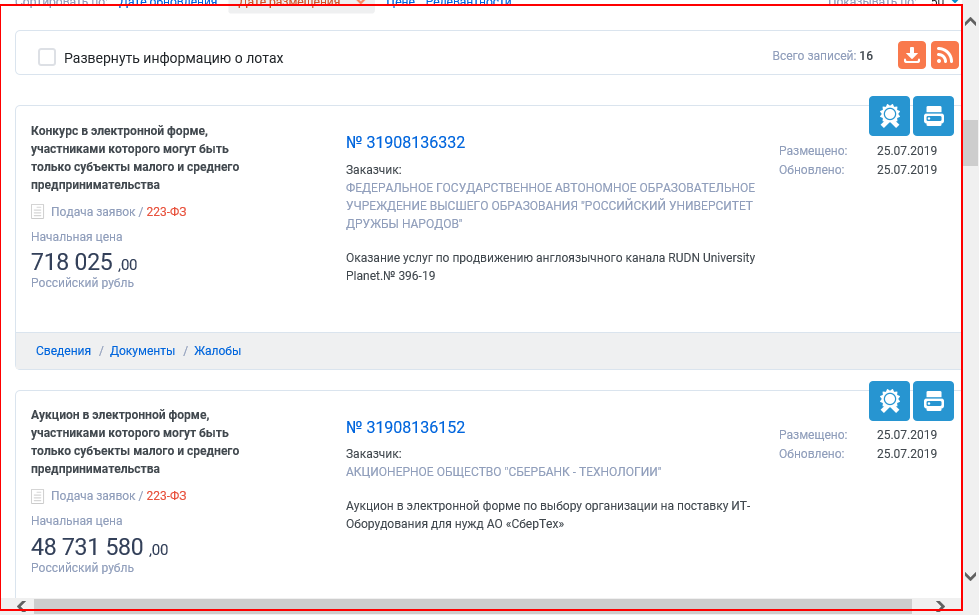 Сортировать по: Дате обновления Дате размещения Цене Релевантности Показывать по: 50
Развернуть информацию о лотах
Всего записей: 16
Конкурс в электронной форме,
участниками которого могут быть
только субъекты малого и среднего
предпринимательства
Подача заявок / 223-ФЗ
Начальная цена
718 025 ,00
Российский рубль
№ 31908136332
Заказчик:
ФЕДЕРАЛЬНОЕ ГОСУДАРСТВЕННОЕ АВТОНОМНОЕ ОБРАЗОВАТЕЛЬНОЕ
УЧРЕЖДЕНИЕ ВЫСШЕГО ОБРАЗОВАНИЯ "РОССИЙСКИЙ УНИВЕРСИТЕТ
ДРУЖБЫ НАРОДОВ"
Оказание услуг по продвижению англоязычного канала RUDN University
Planet.№ 396-19
Размещено: 25.07.2019
Обновлено: 25.07.2019
Сведения / Документы / Жалобы
Аукцион в электронной форме,
участниками которого могут быть
только субъекты малого и среднего
предпринимательства
Подача заявок / 223-ФЗ
Начальная цена
48 731 580 ,00
Российский рубль
№ 31908136152
Заказчик:
АКЦИОНЕРНОЕ ОБЩЕСТВО "СБЕРБАНК - ТЕХНОЛОГИИ"
Аукцион в электронной форме по выбору организации на поставку ИТ-
Оборудования для нужд АО «СберТех»
Размещено: 25.07.2019
Обновлено: 25.07.2019